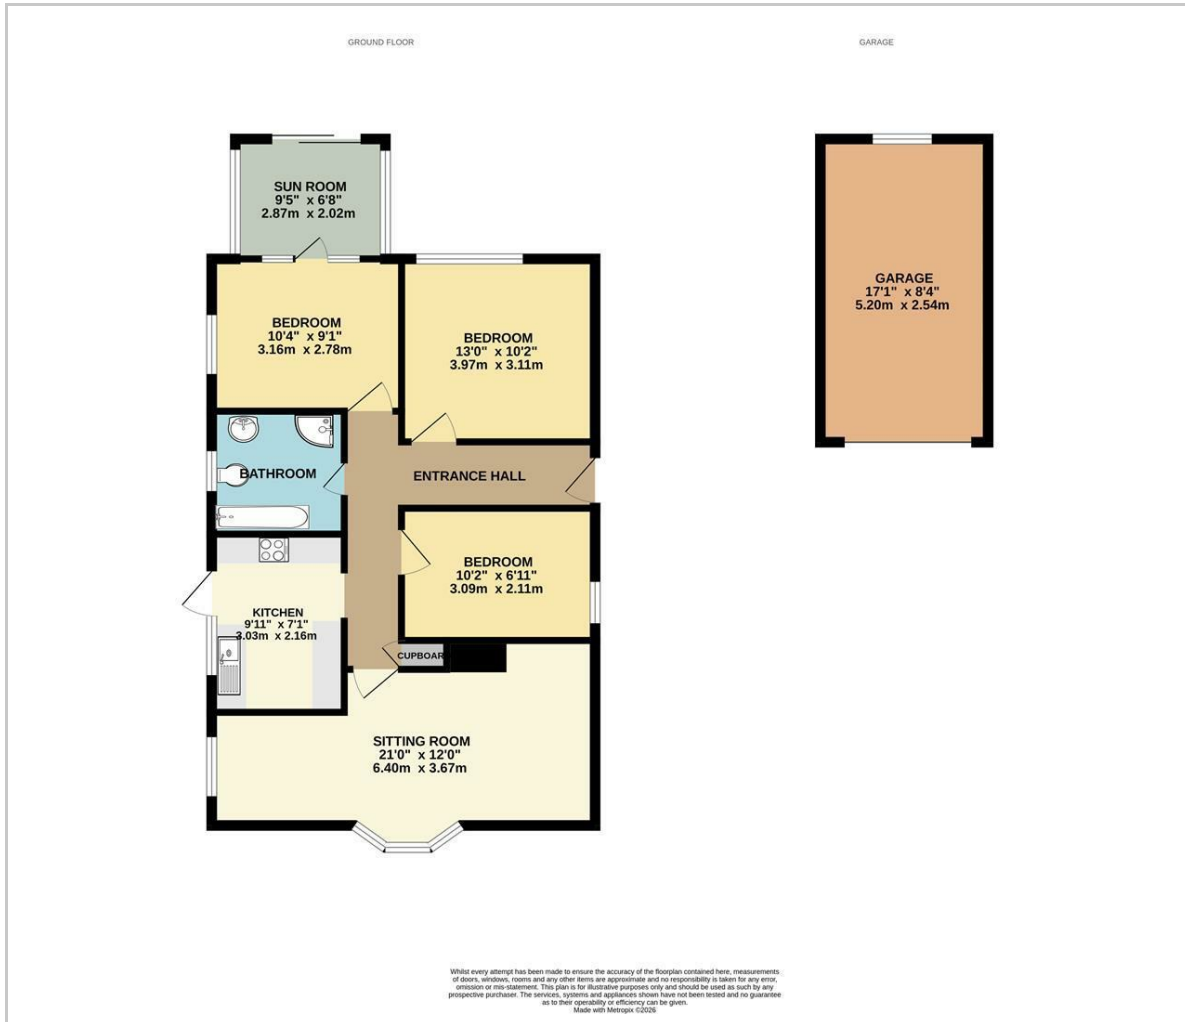 GROUND FLOOR
GARAGE
SUN ROOM
9'5" x 6'8"
2.87m x 2.02m
BEDROOM
10'4" x 9'1"
3.16m x 2.78m
BEDROOM
13'0" x 10'2"
3.97m x 3.11m
GARAGE
17'1" x 8'4"
5.20m x 2.54m
BATHROOM
ENTRANCE HALL
BEDROOM
10'2" x 6'11"
3.09m x 2.11m
KITCHEN
9'11" x 7'1"
3.03m x 2.16m
CUPBOAR
SITTING ROOM
21'0" x 12'0"
6.40m x 3.67m
Whilst every attempt has been made to ensure the accuracy of the floorplan contained here, measurements
of doors, windows, rooms and any other items are approximate and no responsibility is taken for any error,
omission or mis-statement. This plan is for illustrative purposes only and should be used as such by any
prospective purchaser. The services, systems and appliances shown have not been tested and no guarantee
as to their operability or efficiency can be given.
Made with Metropix ©2026